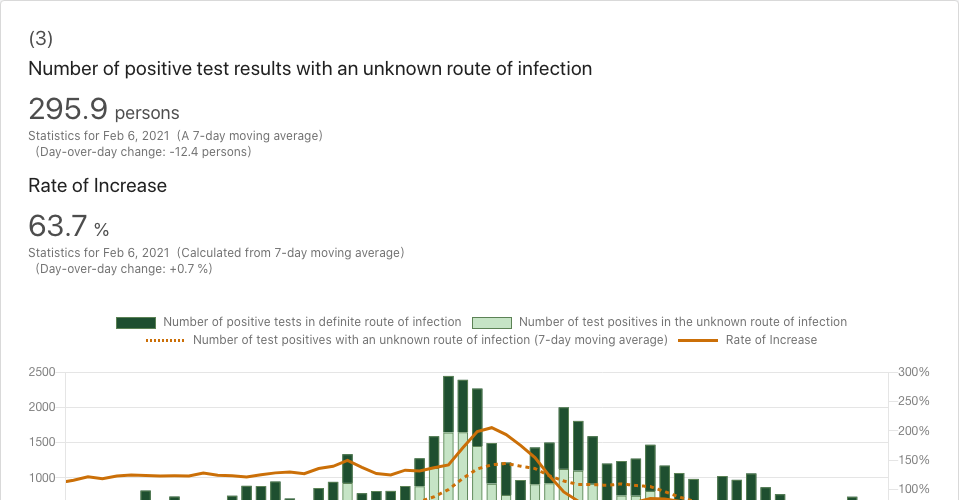 (3)
Number of positive test results with an unknown route of infection
295.9 persons
Statistics for Feb 6, 2021 (A 7-day moving average)
(Day-over-day change: -12.4 persons)
Rate of Increase
63.7 %
Statistics for Feb 6, 2021 (Calculated from 7-day moving average)
(Day-over-day change: +0.7 %)
Number of positive tests in definite route of infection Number of test positives in the unknown route of infection
Number of test positives with an unknown route of infection (7-day moving average) Rate of Increase
2500 300%
250%
2000
200%
1500
150%
1000
100%